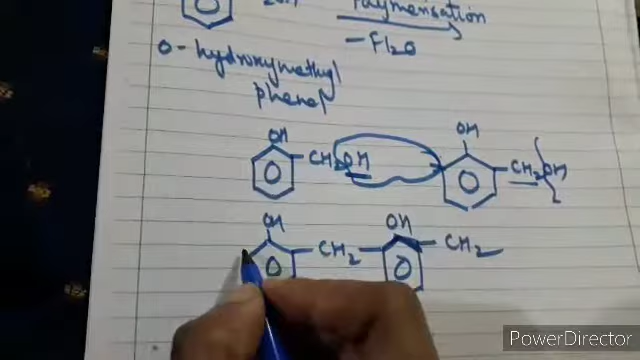 Polymerisation
- H2O
O- hydroxymethyl
phenol
OH OH
CH2OH CH2OH
OH OH
CH2 CH2
PowerDirector